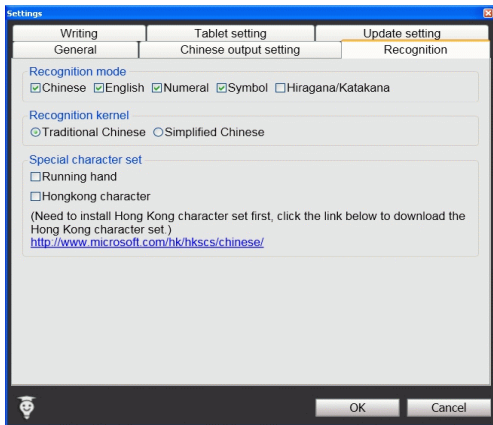 Settings
Writing Tablet setting Update setting
General Chinese output setting Recognition
Recognition mode
Chinese English Numeral Symbol Hiragana/Katakana
Recognition kernel
Traditional Chinese Simplified Chinese
Special character set
Running hand
Hongkong character
(Need to install Hong Kong character set first, click the link below to download the
Hong Kong character set.)
http://www.microsoft.com/hk/hkscs/chinese/
OK Cancel